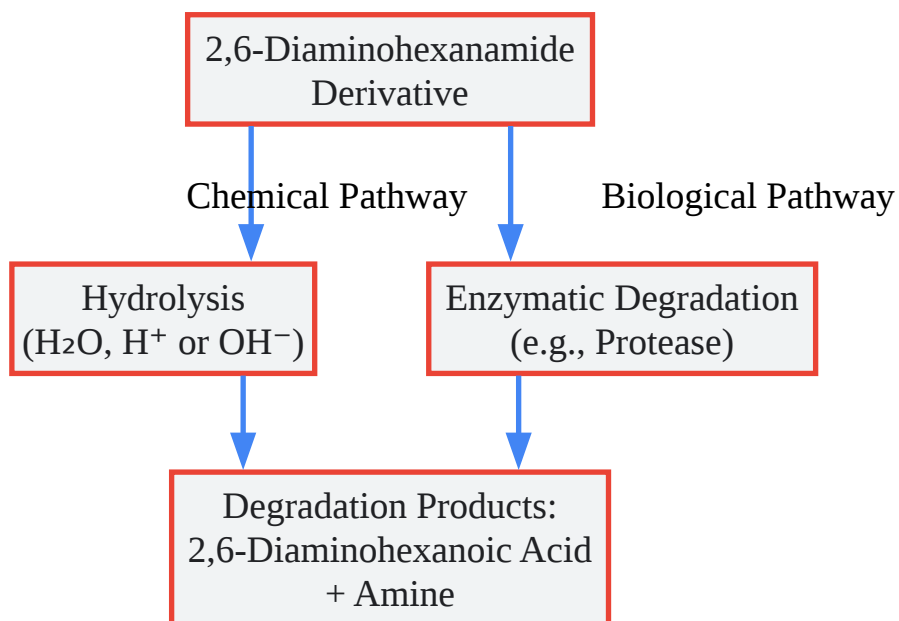 2,6-Diaminohexanamide
Derivative
Chemical Pathway
Biological Pathway
Hydrolysis
(H₂O, H⁺ or OH⁻)
Enzymatic Degradation
(e.g., Protease)
Degradation Products:
2,6-Diaminohexanoic Acid
+ Amine